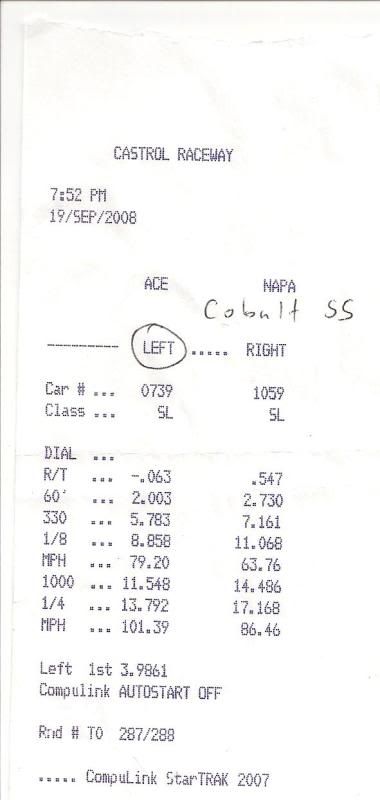 CASTROL RACEWAY
7:52 PM
19/SEP/2008
ACE NAPA
Cobalt SS
---------- LEFT ..... RIGHT
Car # ... 0739 1059
Class ... SL SL
DIAL ...
R/T ... -.063 .547
60' ... 2.003 2.730
330 ... 5.783 7.161
1/8 ... 8.858 11.068
MPH ... 79.20 63.76
1000 ... 11.548 14.486
1/4 ... 13.792 17.168
MPH ... 101.39 86.46
Left 1st 3.9861
Compulink AUTOSTART OFF
Rnd # TO 287/288
..... CompuLink StarTRAK 2007